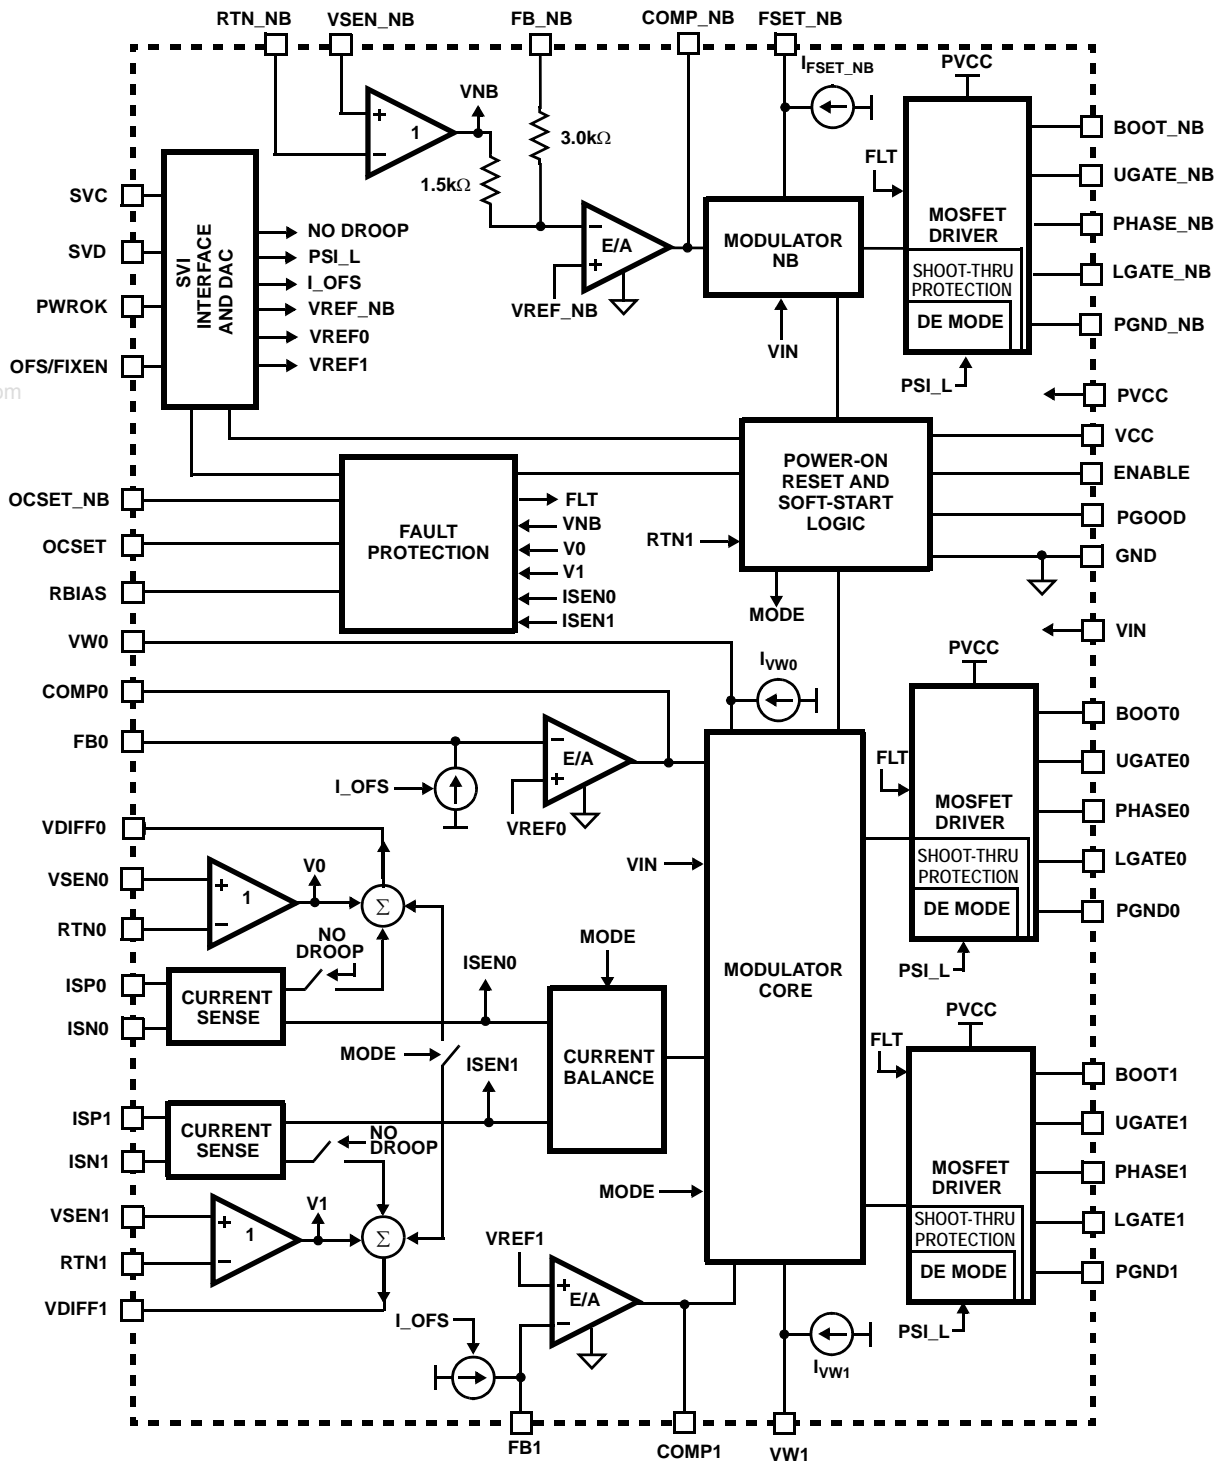 RTN_NB
VSEN_NB
FB_NB
COMP_NB
FSET_NB
IFSET_NB
PVCC
VNB
+
1
−
3.0kΩ
1.5kΩ
FLT
BOOT_NB
UGATE_NB
PHASE_NB
LGATE_NB
PGND_NB
MOSFET
DRIVER
SHOOT-THRU
PROTECTION
DE MODE
PSI_L
SVC
SVD
PWROK
OFS/FIXEN
SVI
INTERFACE
AND DAC
NO DROOP
PSI_L
I_OFS
VREF_NB
VREF0
VREF1
−
E/A
+
VREF_NB
MODULATOR
NB
VIN
om
PVCC
VCC
ENABLE
PGOOD
GND
VIN
POWER-ON
RESET AND
SOFT-START
LOGIC
RTN1
MODE
OCSET_NB
OCSET
RBIAS
FAULT
PROTECTION
FLT
VNB
V0
V1
ISEN0
ISEN1
VW0
COMP0
FB0
IVW0
−
E/A
+
I_OFS
VREF0
PVCC
FLT
MOSFET
DRIVER
SHOOT-THRU
PROTECTION
DE MODE
PSI_L
BOOT0
UGATE0
PHASE0
LGATE0
PGND0
VDIFF0
VSEN0
RTN0
+
1
−
V0
Σ
NO
DROOP
ISP0
ISN0
CURRENT
SENSE
ISEN0
MODE
VIN
MODULATOR
CORE
CURRENT
BALANCE
MODE
ISEN1
ISP1
ISN1
CURRENT
SENSE
NO
DROOP
MODE
VSEN1
RTN1
VDIFF1
+
1
−
V1
Σ
VREF1
+
E/A
−
I_OFS
IVW1
PVCC
FLT
MOSFET
DRIVER
SHOOT-THRU
PROTECTION
DE MODE
PSI_L
BOOT1
UGATE1
PHASE1
LGATE1
PGND1
FB1
COMP1
VW1